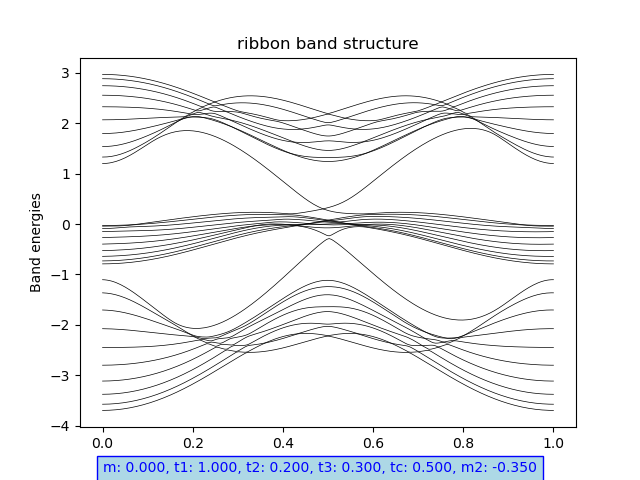 ribbon band structure
Band energies
3
2
1
0
−1
−2
−3
−4
0.0 0.2 0.4 0.6 0.8 1.0
m: 0.000, t1: 1.000, t2: 0.200, t3: 0.300, tc: 0.500, m2: -0.350